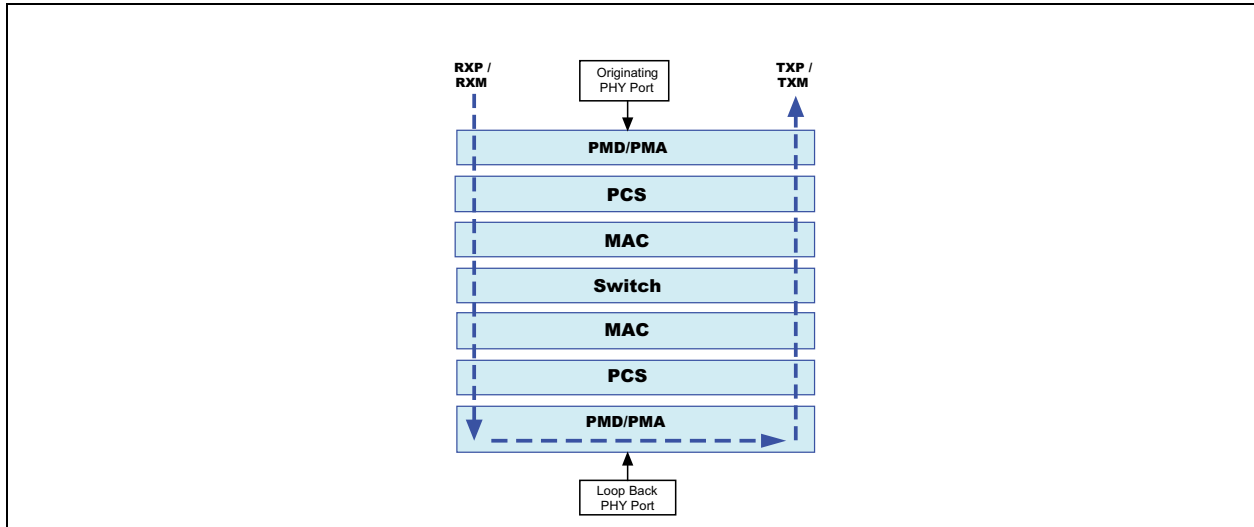 RXP /
RXM
Originating
PHY Port
TXP /
TXM
PMD/PMA
PCS
MAC
Switch
MAC
PCS
PMD/PMA
Loop Back
PHY Port